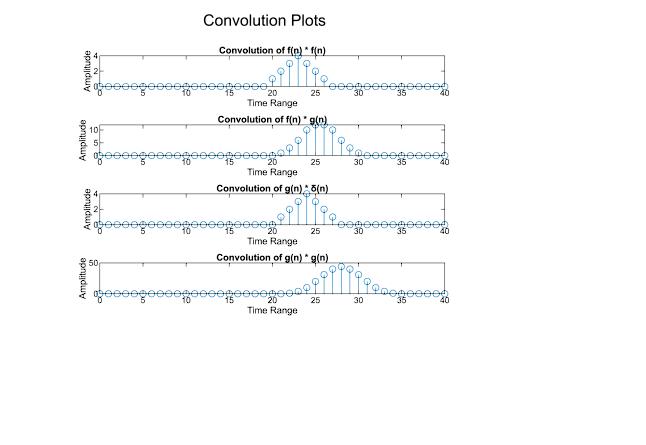 Convolution Plots
Convolution of f(n) * f(n)
Amplitude
4
2
0
0 5 10 15 20 25 30 35 40
Time Range
Convolution of f(n) * g(n)
Amplitude
10
5
0
0 5 10 15 20 25 30 35 40
Time Range
Convolution of g(n) * δ(n)
Amplitude
4
2
0
0 5 10 15 20 25 30 35 40
Time Range
Convolution of g(n) * g(n)
Amplitude
50
0
0 5 10 15 20 25 30 35 40
Time Range